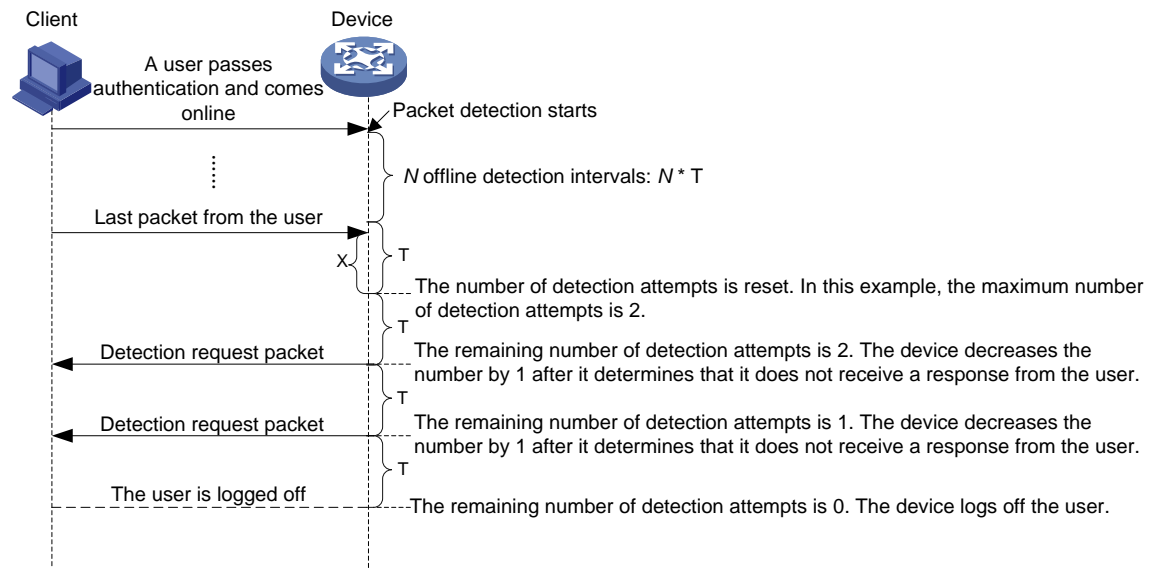 Client
Device
A user passes
authentication and comes
online
Packet detection starts
N offline detection intervals: N * T
Last packet from the user
X
T
The number of detection attempts is reset. In this example, the maximum number
of detection attempts is 2.
T
Detection request packet
The remaining number of detection attempts is 2. The device decreases the
number by 1 after it determines that it does not receive a response from the user.
T
Detection request packet
The remaining number of detection attempts is 1. The device decreases the
number by 1 after it determines that it does not receive a response from the user.
T
The user is logged off
The remaining number of detection attempts is 0. The device logs off the user.